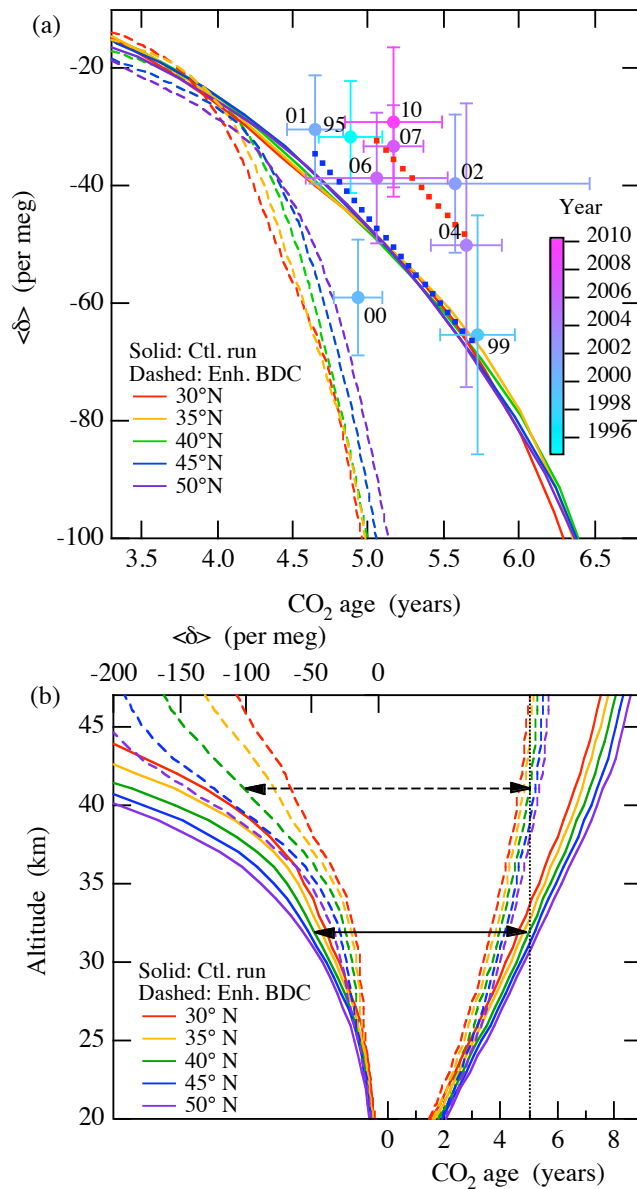 (a)
-20
-40
-60
-80
-100
<δ> (per meg)
01
95
10
07
06
02
04
00
99
Year
2010
2008
2006
2004
2002
2000
1998
1996
Solid: Ctl. run
Dashed: Enh. BDC
30°N
35°N
40°N
45°N
50°N
3.5 4.0 4.5 5.0 5.5 6.0 6.5
CO2 age (years)
<δ> (per meg)
-200 -150 -100 -50 0
(b)
45
40
35
30
25
20
Altitude (km)
Solid: Ctl. run
Dashed: Enh. BDC
30° N
35° N
40° N
45° N
50° N
0 2 4 6 8
CO2 age (years)